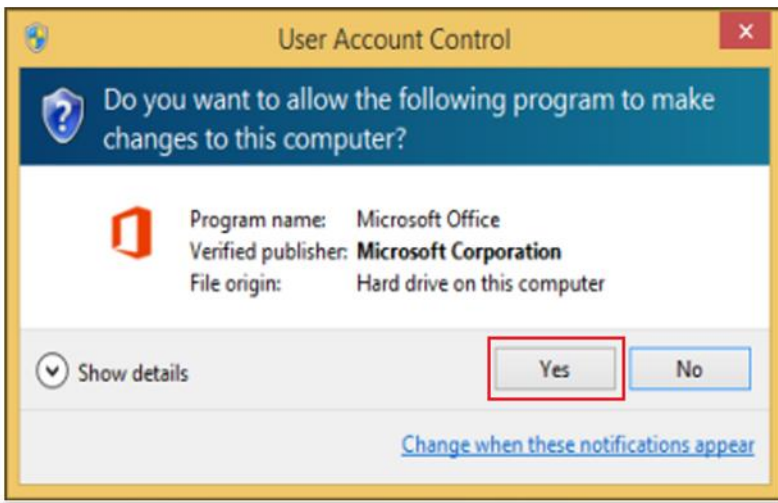 User Account Control
Do you want to allow the following program to make
changes to this computer?
Program name: Microsoft Office
Verified publisher: Microsoft Corporation
File origin: Hard drive on this computer
Show details
Yes
No
Change when these notifications appear